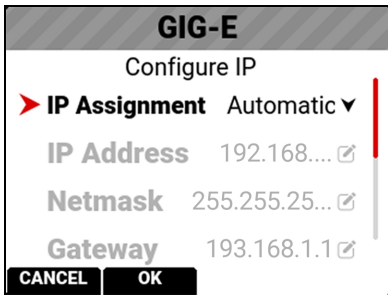 GIG-E
Configure IP
IP Assignment Automatic
IP Address 192.168....
Netmask 255.255.25...
Gateway 193.168.1.1
CANCEL OK